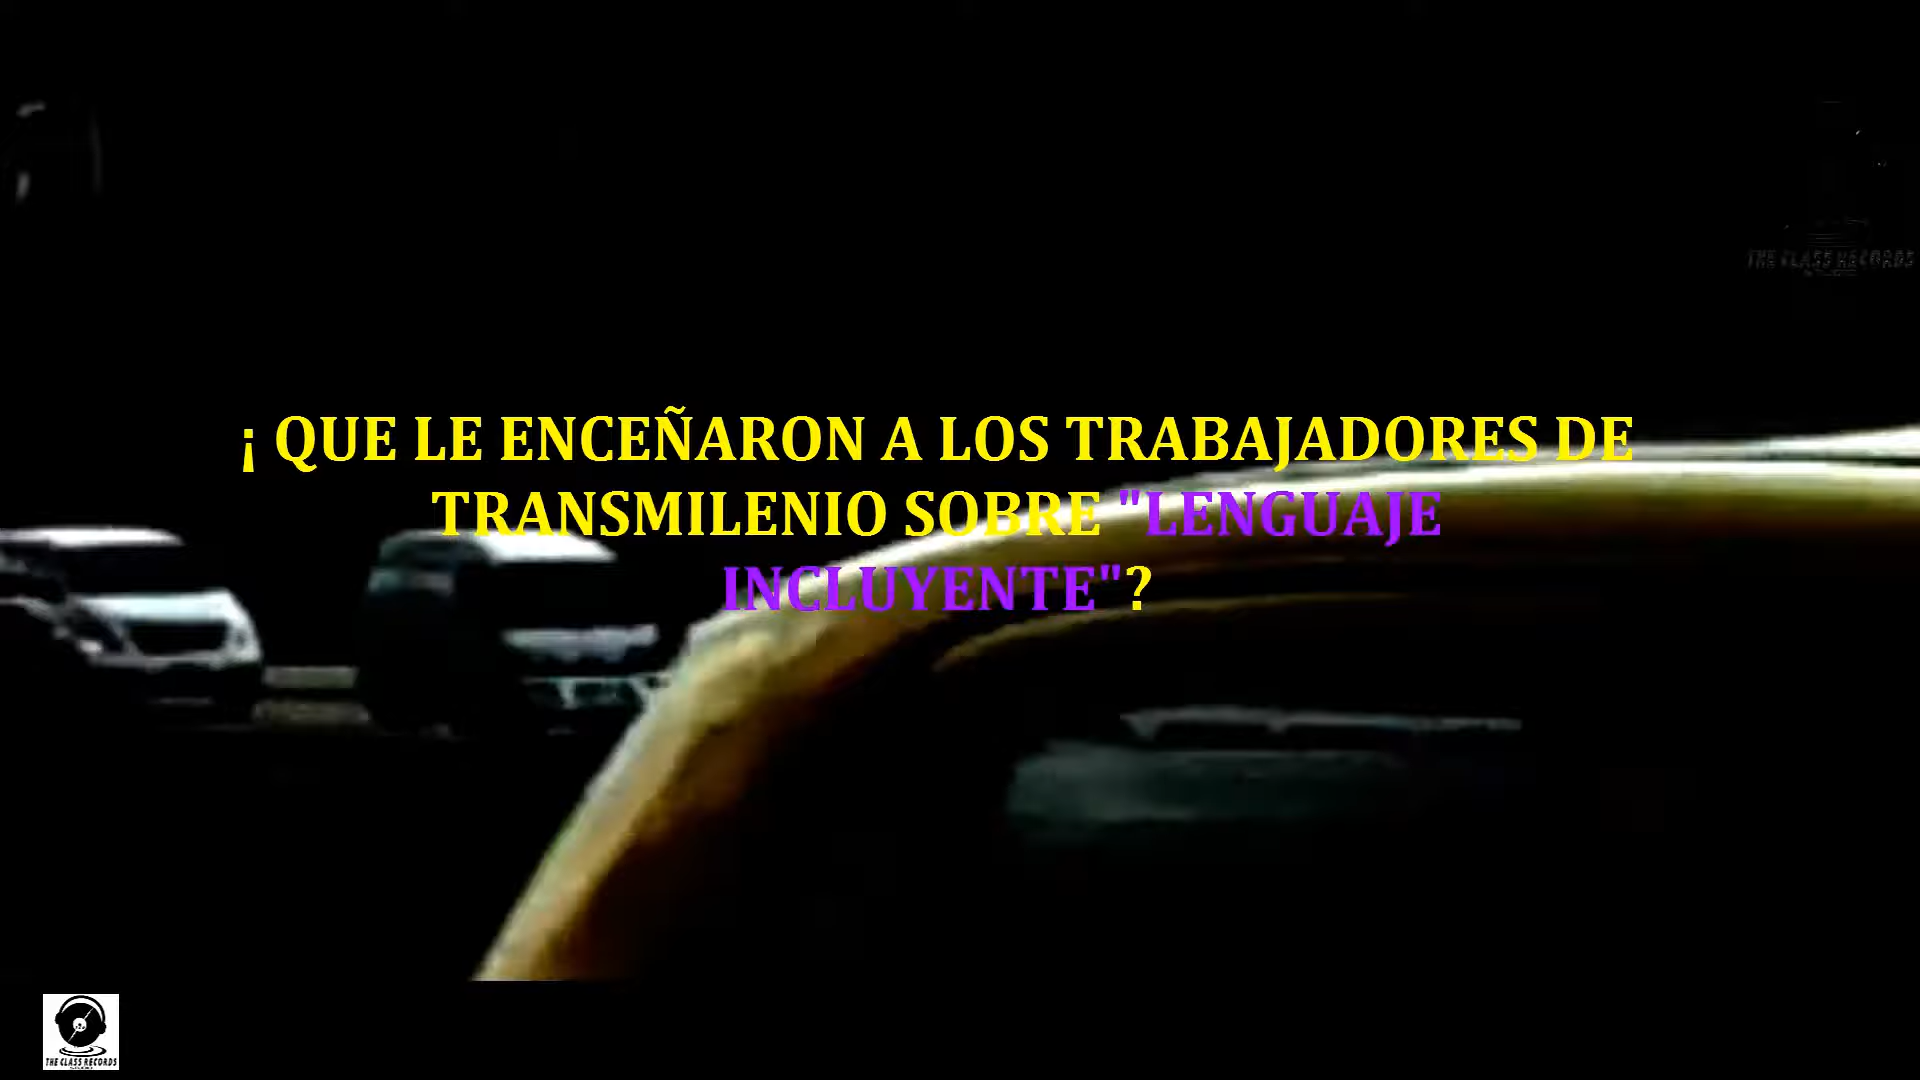 THE CLASS RECORDS
¡ QUE LE ENCEÑARON A LOS TRABAJADORES DE
TRANSMILENIO SOBRE "LENGUAJE
INCLUYENTE"?
THE CLASS RECORDS